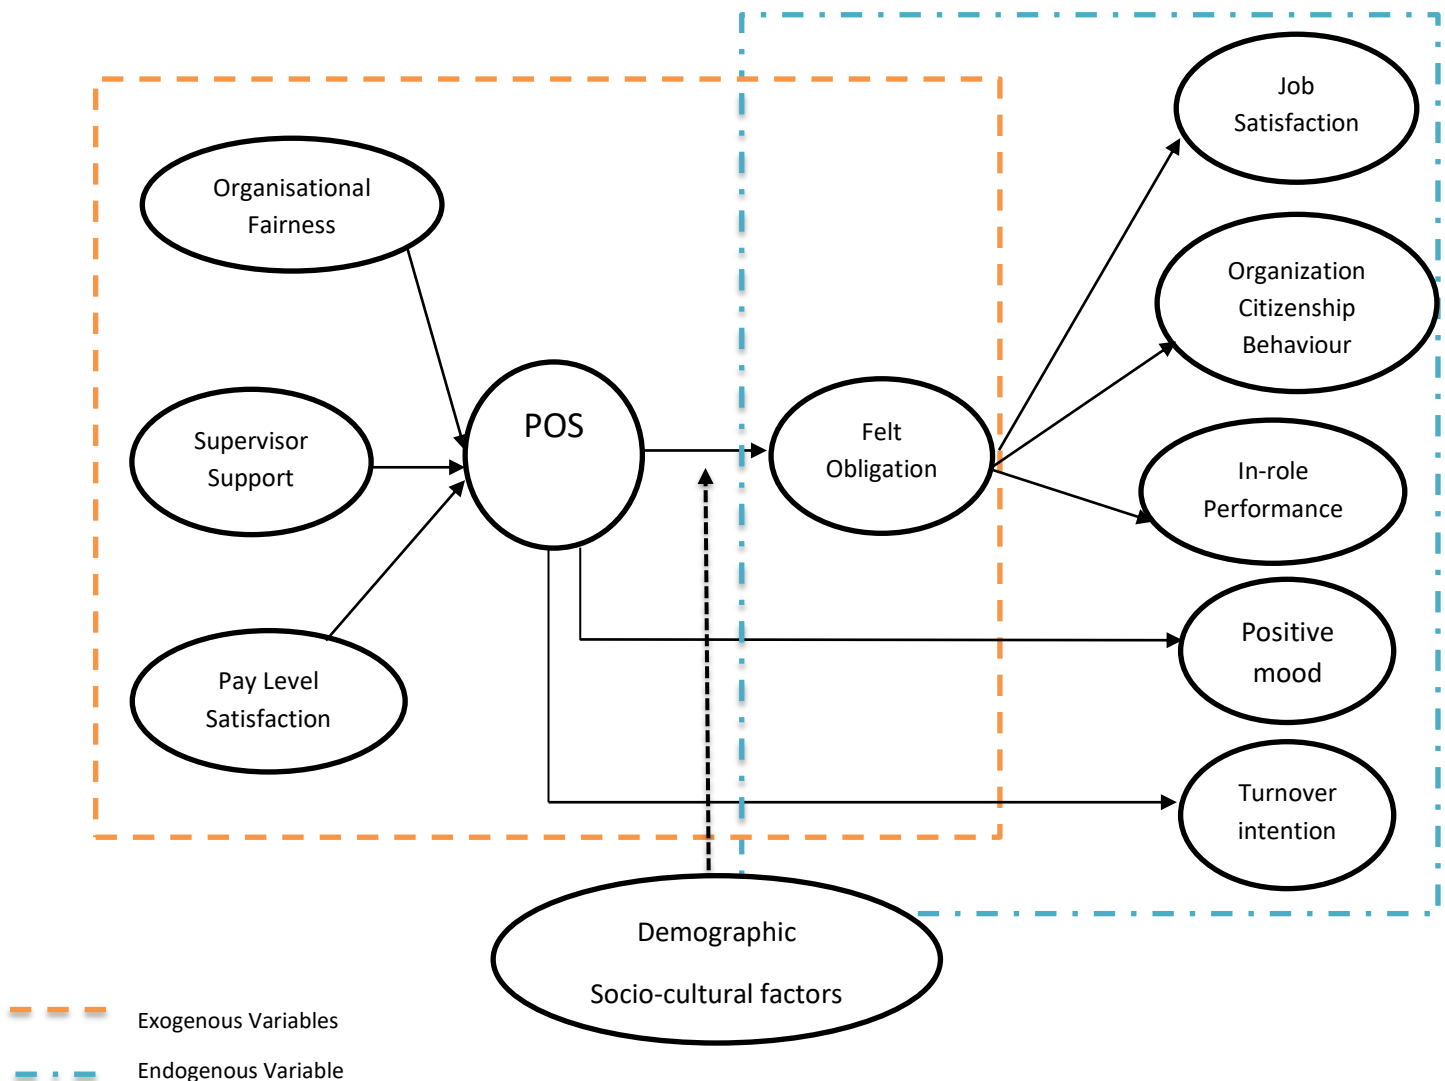 Job
Satisfaction
Organisational
Fairness
Organization
Citizenship
Behaviour
POS
Supervisor
Support
Felt
Obligation
In-role
Performance
Positive
mood
Pay Level
Satisfaction
Turnover
intention
Demographic
Socio-cultural factors
Exogenous Variables
Endogenous Variable